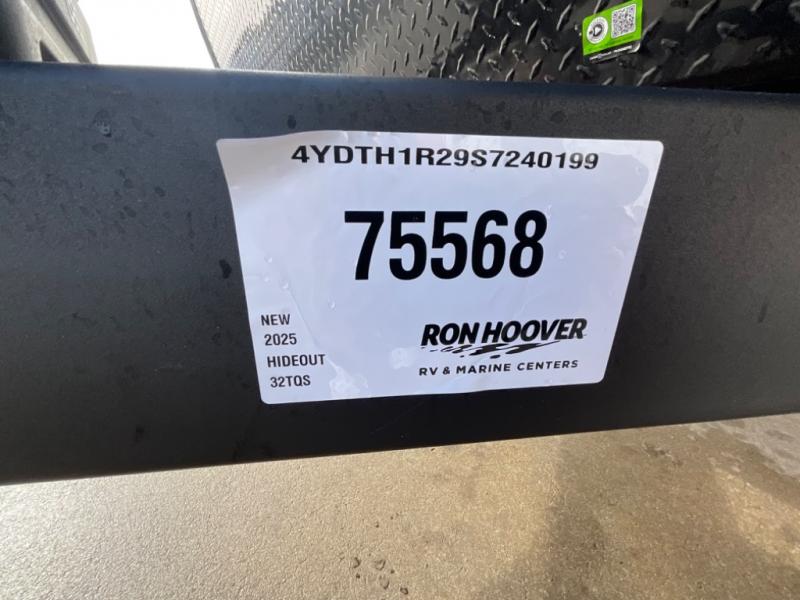 4YDTH1R29S7240199
75568
NEW
2025
HIDEOUT
32TQS
RON HOOVER
RV & MARINE CENTERS